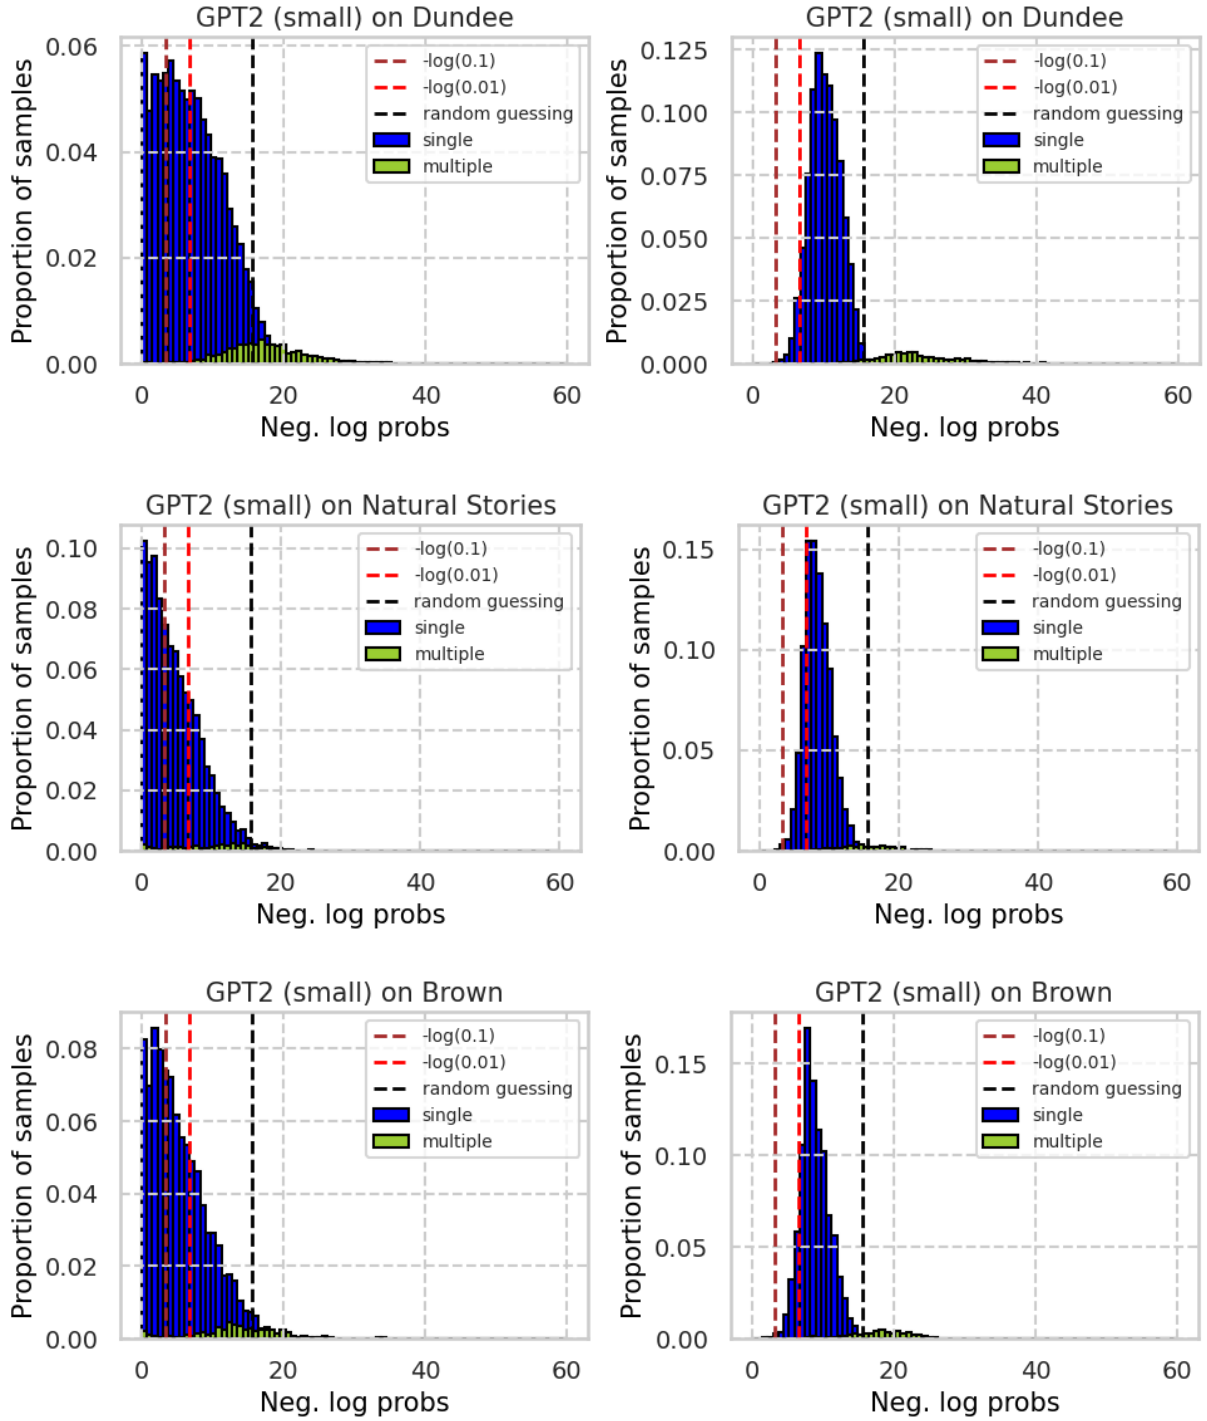 GPT2 (small) on Dundee
Proportion of samples
0.06
0.04
0.02
0.00
-log(0.1)
-log(0.01)
random guessing
single
multiple
0 20 40 60
Neg. log probs
GPT2 (small) on Dundee
Proportion of samples
0.125
0.100
0.075
0.050
0.025
0.000
-log(0.1)
-log(0.01)
random guessing
single
multiple
0 20 40 60
Neg. log probs
GPT2 (small) on Natural Stories
Proportion of samples
0.10
0.08
0.06
0.04
0.02
0.00
-log(0.1)
-log(0.01)
random guessing
single
multiple
0 20 40 60
Neg. log probs
GPT2 (small) on Natural Stories
Proportion of samples
0.15
0.10
0.05
0.00
-log(0.1)
-log(0.01)
random guessing
single
multiple
0 20 40 60
Neg. log probs
GPT2 (small) on Brown
Proportion of samples
0.08
0.06
0.04
0.02
0.00
-log(0.1)
-log(0.01)
random guessing
single
multiple
0 20 40 60
Neg. log probs
GPT2 (small) on Brown
Proportion of samples
0.15
0.10
0.05
0.00
-log(0.1)
-log(0.01)
random guessing
single
multiple
0 20 40 60
Neg. log probs